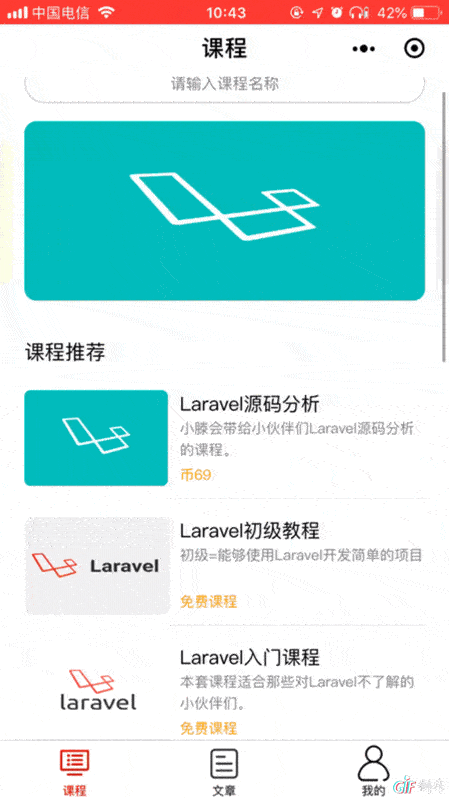 中国电信
10:43
42%
课程
请输入课程名称
课程推荐
Laravel源码分析
小滕会带给小伙伴们Laravel源码分析
的课程。
币69
Laravel
Laravel初级教程
初级=能够使用Laravel开发简单的项目
免费课程
laravel
Laravel入门课程
本套课程适合那些对Laravel不了解的
小伙伴们。
免费课程
课程
文章
我的
GIF